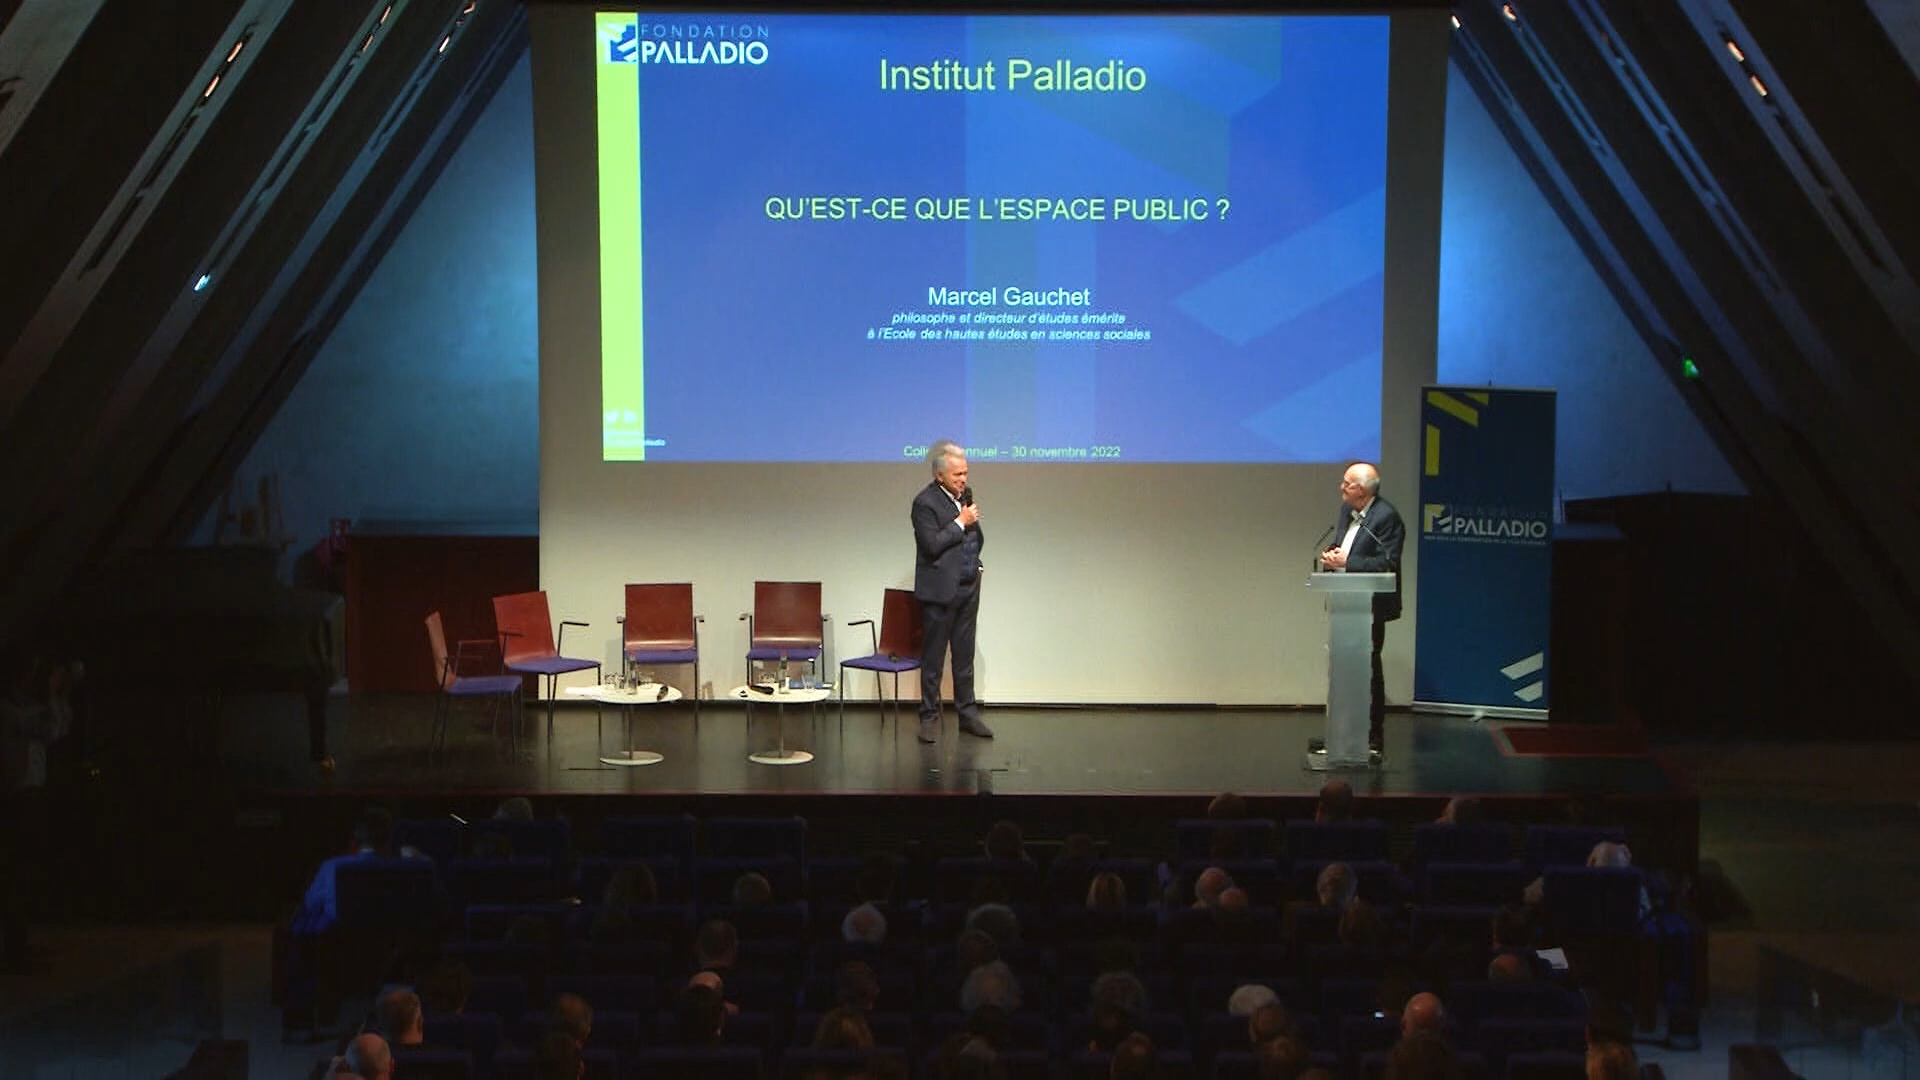 FONDATION
PALLADIO
Institut Palladio
QU'EST-CE QUE L'ESPACE PUBLIC ?
Marcel Gauchet
philosophe et directeur d'études émérite
à l'Ecole des hautes études en sciences sociales
30 novembre 2022
FONDATION
PALLADIO